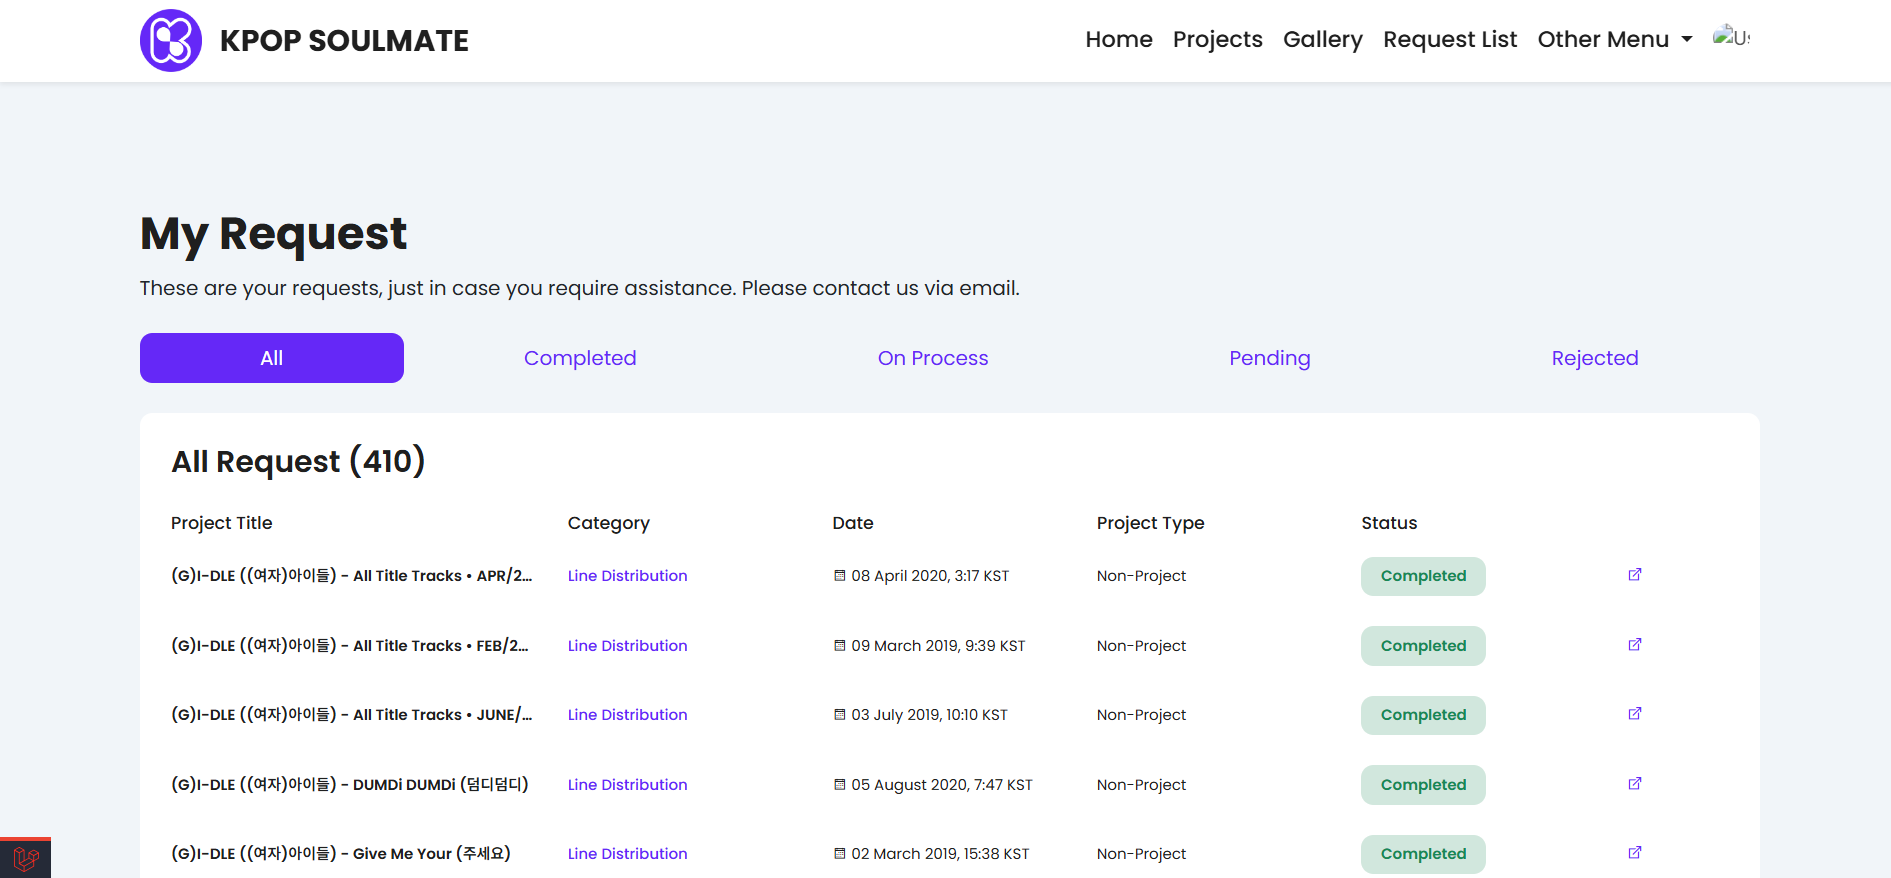 KPOP SOULMATE
Home Projects Gallery Request List Other Menu
My Request
These are your requests, just in case you require assistance. Please contact us via email.
All Completed On Process Pending Rejected
All Request (410)
Project Title Category Date Project Type Status
(G)I-DLE ((여자)아이들) - All Title Tracks • APR/2... Line Distribution 08 April 2020, 3:17 KST Non-Project Completed
(G)I-DLE ((여자)아이들) - All Title Tracks • FEB/2... Line Distribution 09 March 2019, 9:39 KST Non-Project Completed
(G)I-DLE ((여자)아이들) - All Title Tracks • JUNE/... Line Distribution 03 July 2019, 10:10 KST Non-Project Completed
(G)I-DLE ((여자)아이들) - DUMDi DUMDi (덤디덤디) Line Distribution 05 August 2020, 7:47 KST Non-Project Completed
(G)I-DLE ((여자)아이들) - Give Me Your (주세요) Line Distribution 02 March 2019, 15:38 KST Non-Project Completed